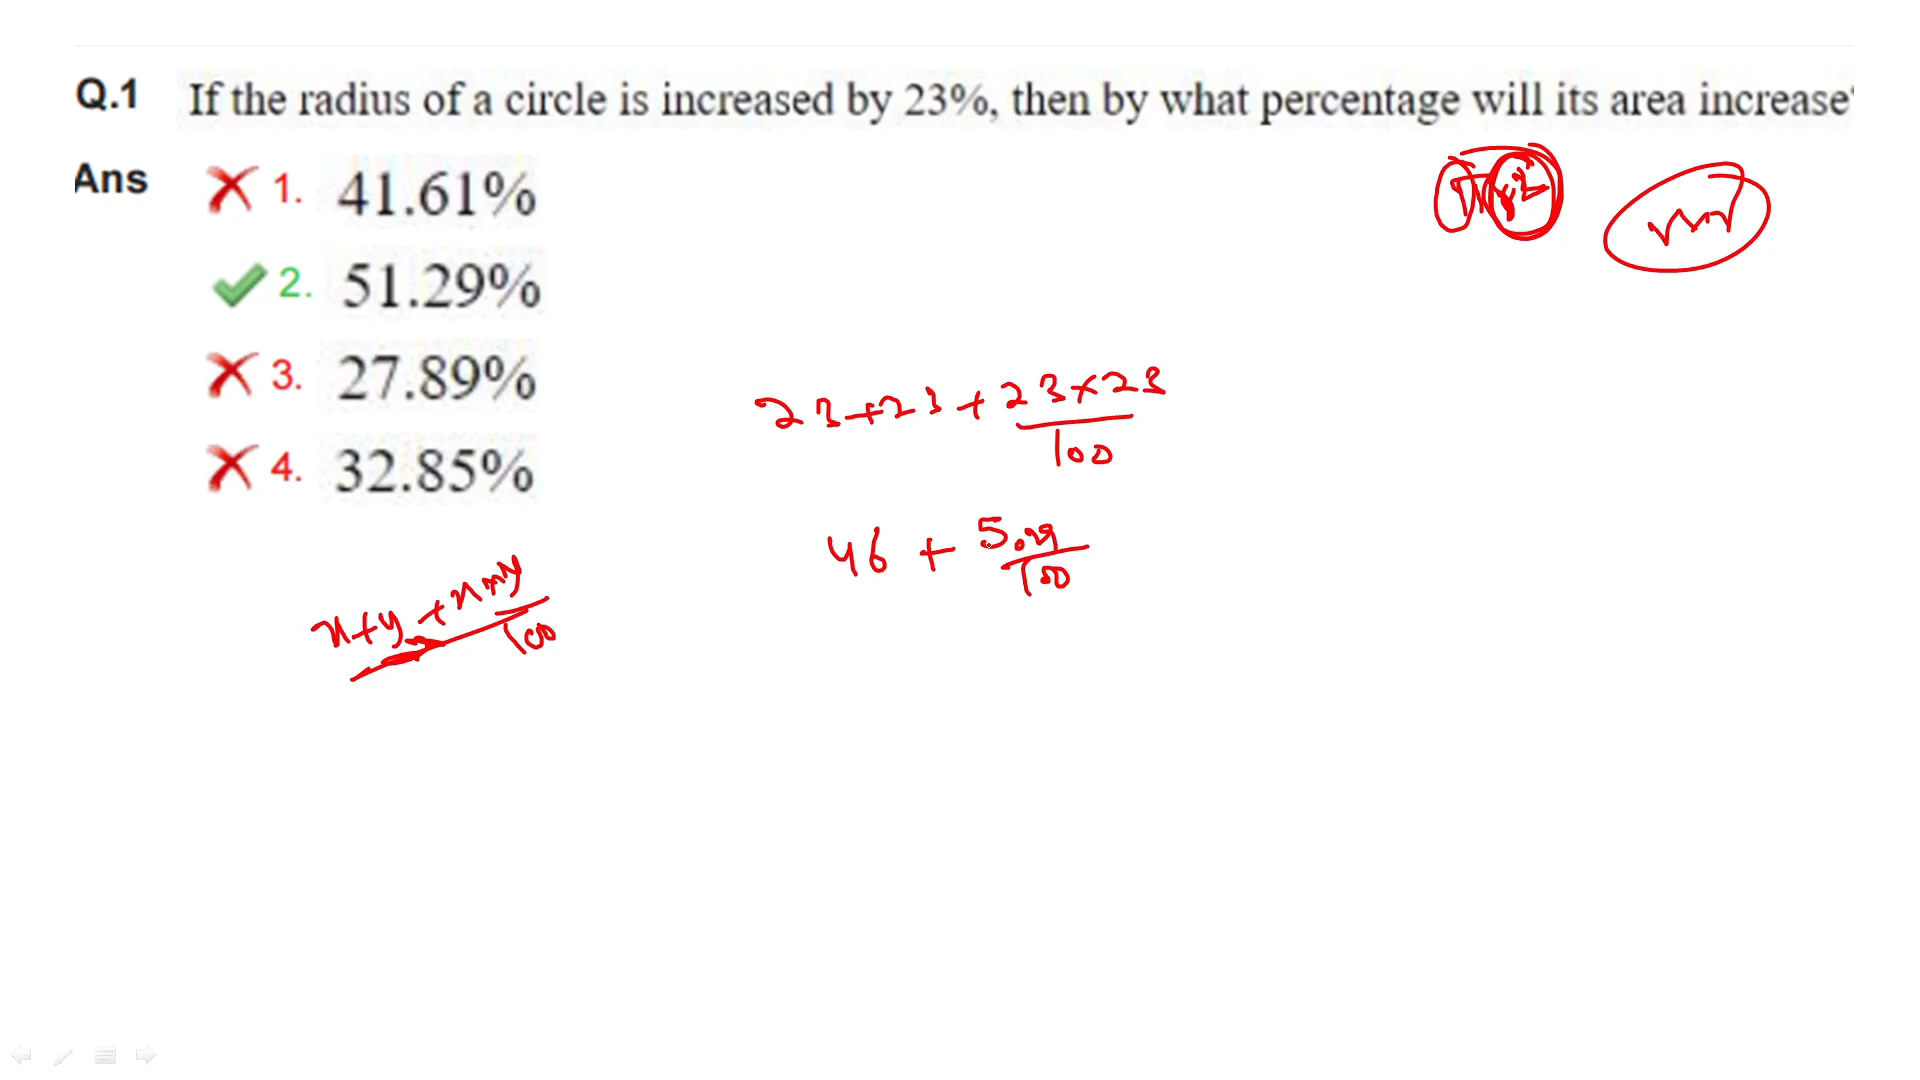 Q.1 If the radius of a circle is increased by 23%, then by what percentage will its area increase
Ans 1. 41.61%
2. 51.29%
3. 27.89%
4. 32.85%
πr²
r×r
23+23+23×23/100
46+5.29/100
x+y+x×y/100